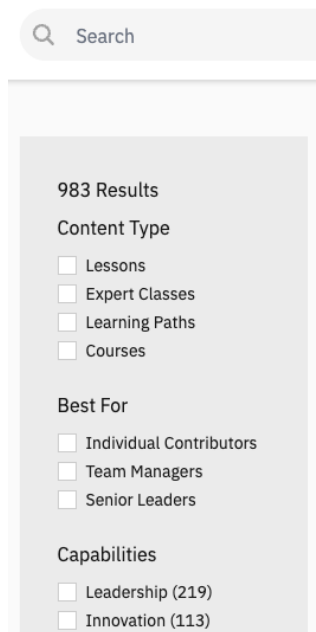 Search
983 Results
Content Type
Lessons
Expert Classes
Learning Paths
Courses
Best For
Individual Contributors
Team Managers
Senior Leaders
Capabilities
Leadership (219)
Innovation (113)